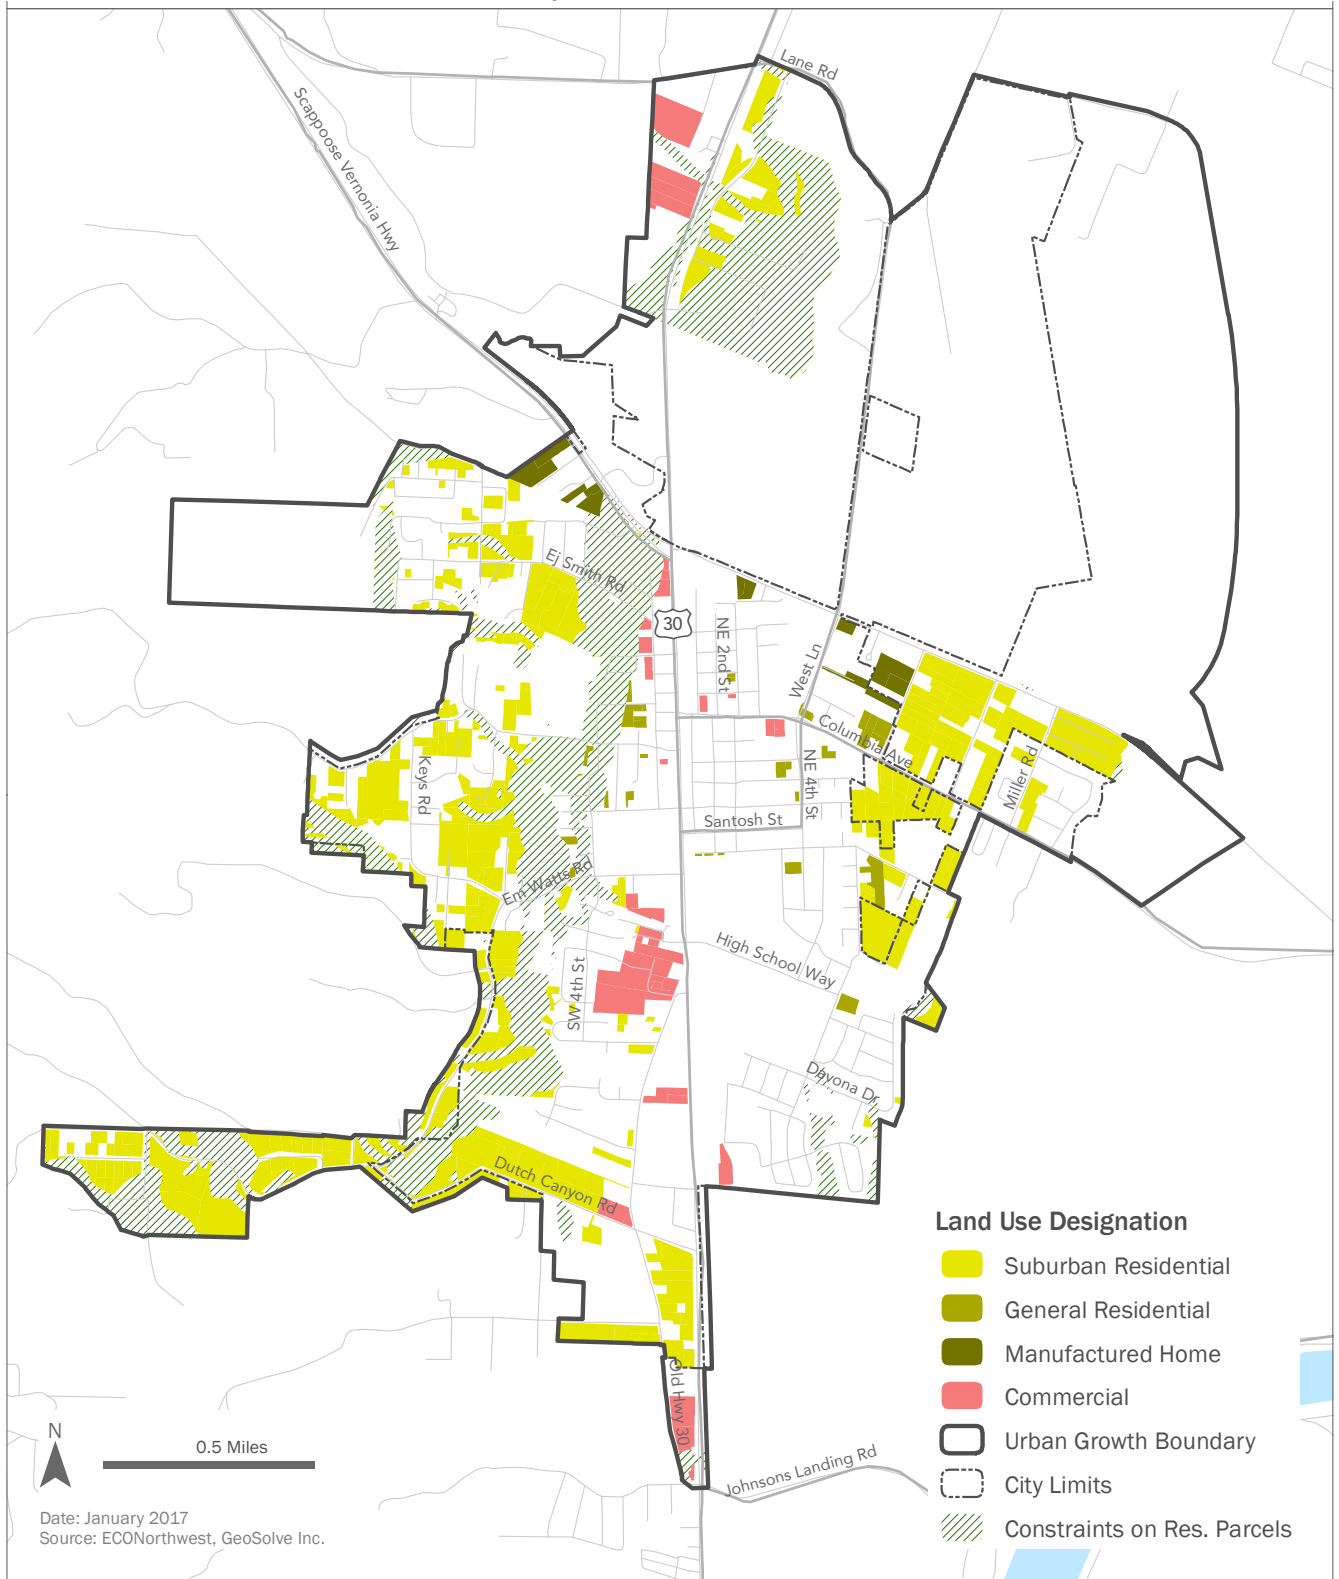 Lane Rd
Scappoose Vernonia Hwy
Ej Smith Rd
30
NE 2nd St
West Ln
Columbia Ave
Keys Rd
NE 4th St
Miller Rd
Santosh St
Em Watts Rd
High School Way
SW 4th St
Dayona Dr
Dutch Canyon Rd
Old Hwy 30
Johnsons Landing Rd
Land Use Designation
Suburban Residential
General Residential
Manufactured Home
Commercial
Urban Growth Boundary
City Limits
Constraints on Res. Parcels
N
0.5 Miles
Date: January 2017
Source: ECONorthwest, GeoSolve Inc.